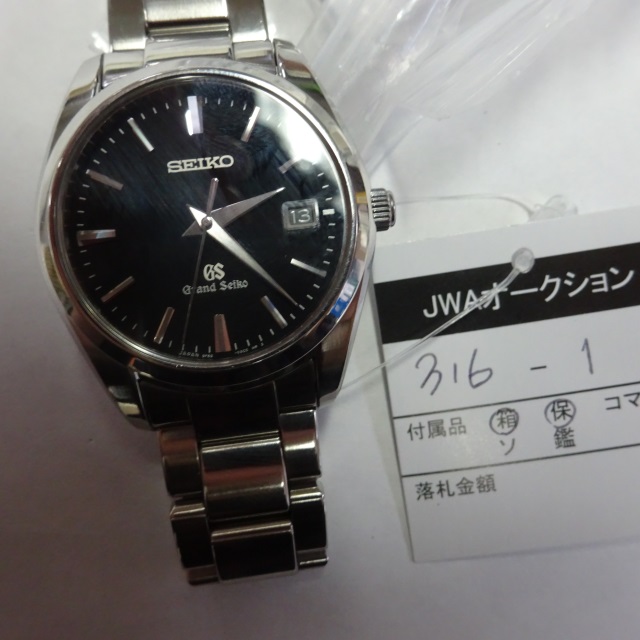 SEIKO
13
GS
Grand Seiko
JWAオークション
316 - 1
付属品 箱 保 コマ
ソ 鑑
落札金額